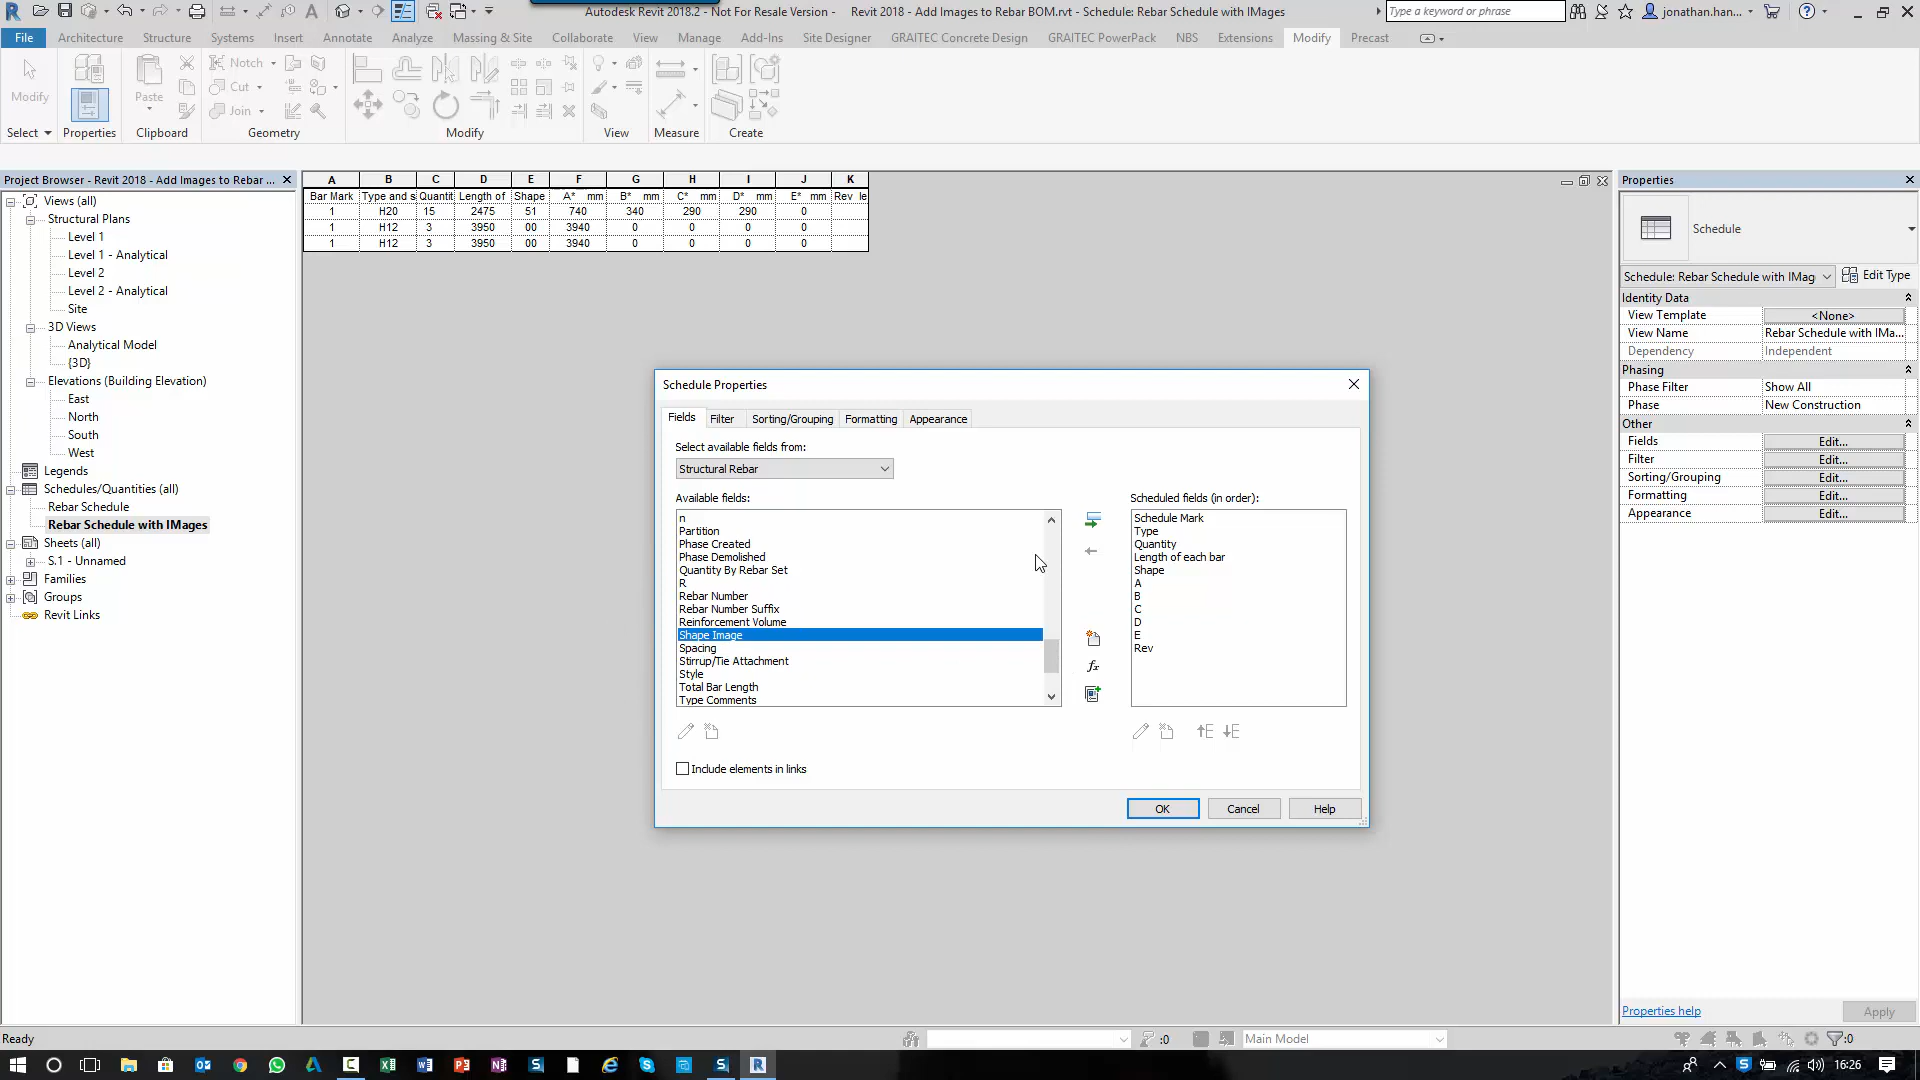 Autodesk Revit 2018.2 - Not For Resale Version -    Revit 2018 - Add Images to Rebar BOM.rvt - Schedule: Rebar Schedule with IMages
Type a keyword or phrase
jonathan.han...
File Architecture Structure Systems Insert Annotate Analyze Massing & Site Collaborate View Manage Add-Ins Site Designer GRAITEC Concrete Design GRAITEC PowerPack NBS Extensions Modify Precast
Notch
Cut
Join
Modify
Paste
Select Properties Clipboard Geometry Modify View Measure Create
Project Browser - Revit 2018 - Add Images to Rebar ...
Views (all)
Structural Plans
Level 1
Level 1 - Analytical
Level 2
Level 2 - Analytical
Site
3D Views
Analytical Model
{3D}
Elevations (Building Elevation)
East
North
South
West
Legends
Schedules/Quantities (all)
Rebar Schedule
Rebar Schedule with IMages
Sheets (all)
S.1 - Unnamed
Families
Groups
Revit Links
A B C D E F G H I J K
Bar Mark Type and s Quantit Length of Shape A* mm B* mm C* mm D* mm E* mm Rev le
1 H20 15 2475 51 740 340 290 290 0
1 H12 3 3950 00 3940 0 0 0 0
1 H12 3 3950 00 3940 0 0 0 0
Schedule Properties
Fields Filter Sorting/Grouping Formatting Appearance
Select available fields from:
Structural Rebar
Available fields:
n
Partition
Phase Created
Phase Demolished
Quantity By Rebar Set
R
Rebar Number
Rebar Number Suffix
Reinforcement Volume
Shape Image
Spacing
Stirrup/Tie Attachment
Style
Total Bar Length
Type Comments
Scheduled fields (in order):
Schedule Mark
Type
Quantity
Length of each bar
Shape
A
B
C
D
E
Rev
Include elements in links
OK Cancel Help
Properties
Schedule
Schedule: Rebar Schedule with IMag
Edit Type
Identity Data
View Template <None>
View Name Rebar Schedule with IMa...
Dependency Independent
Phasing
Phase Filter Show All
Phase New Construction
Other
Fields Edit...
Filter Edit...
Sorting/Grouping Edit...
Formatting Edit...
Appearance Edit...
Properties help
Apply
Ready
:0
Main Model
:0
16:26